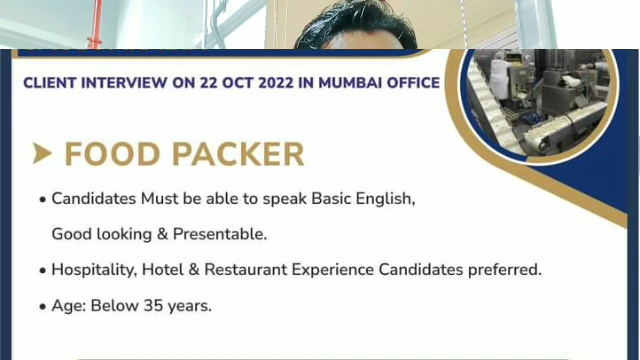 CLIENT INTERVIEW ON 22 OCT 2022 IN MUMBAI OFFICE
FOOD PACKER
• Candidates Must be able to speak Basic English,
Good looking & Presentable.
• Hospitality, Hotel & Restaurant Experience Candidates preferred.
• Age: Below 35 years.